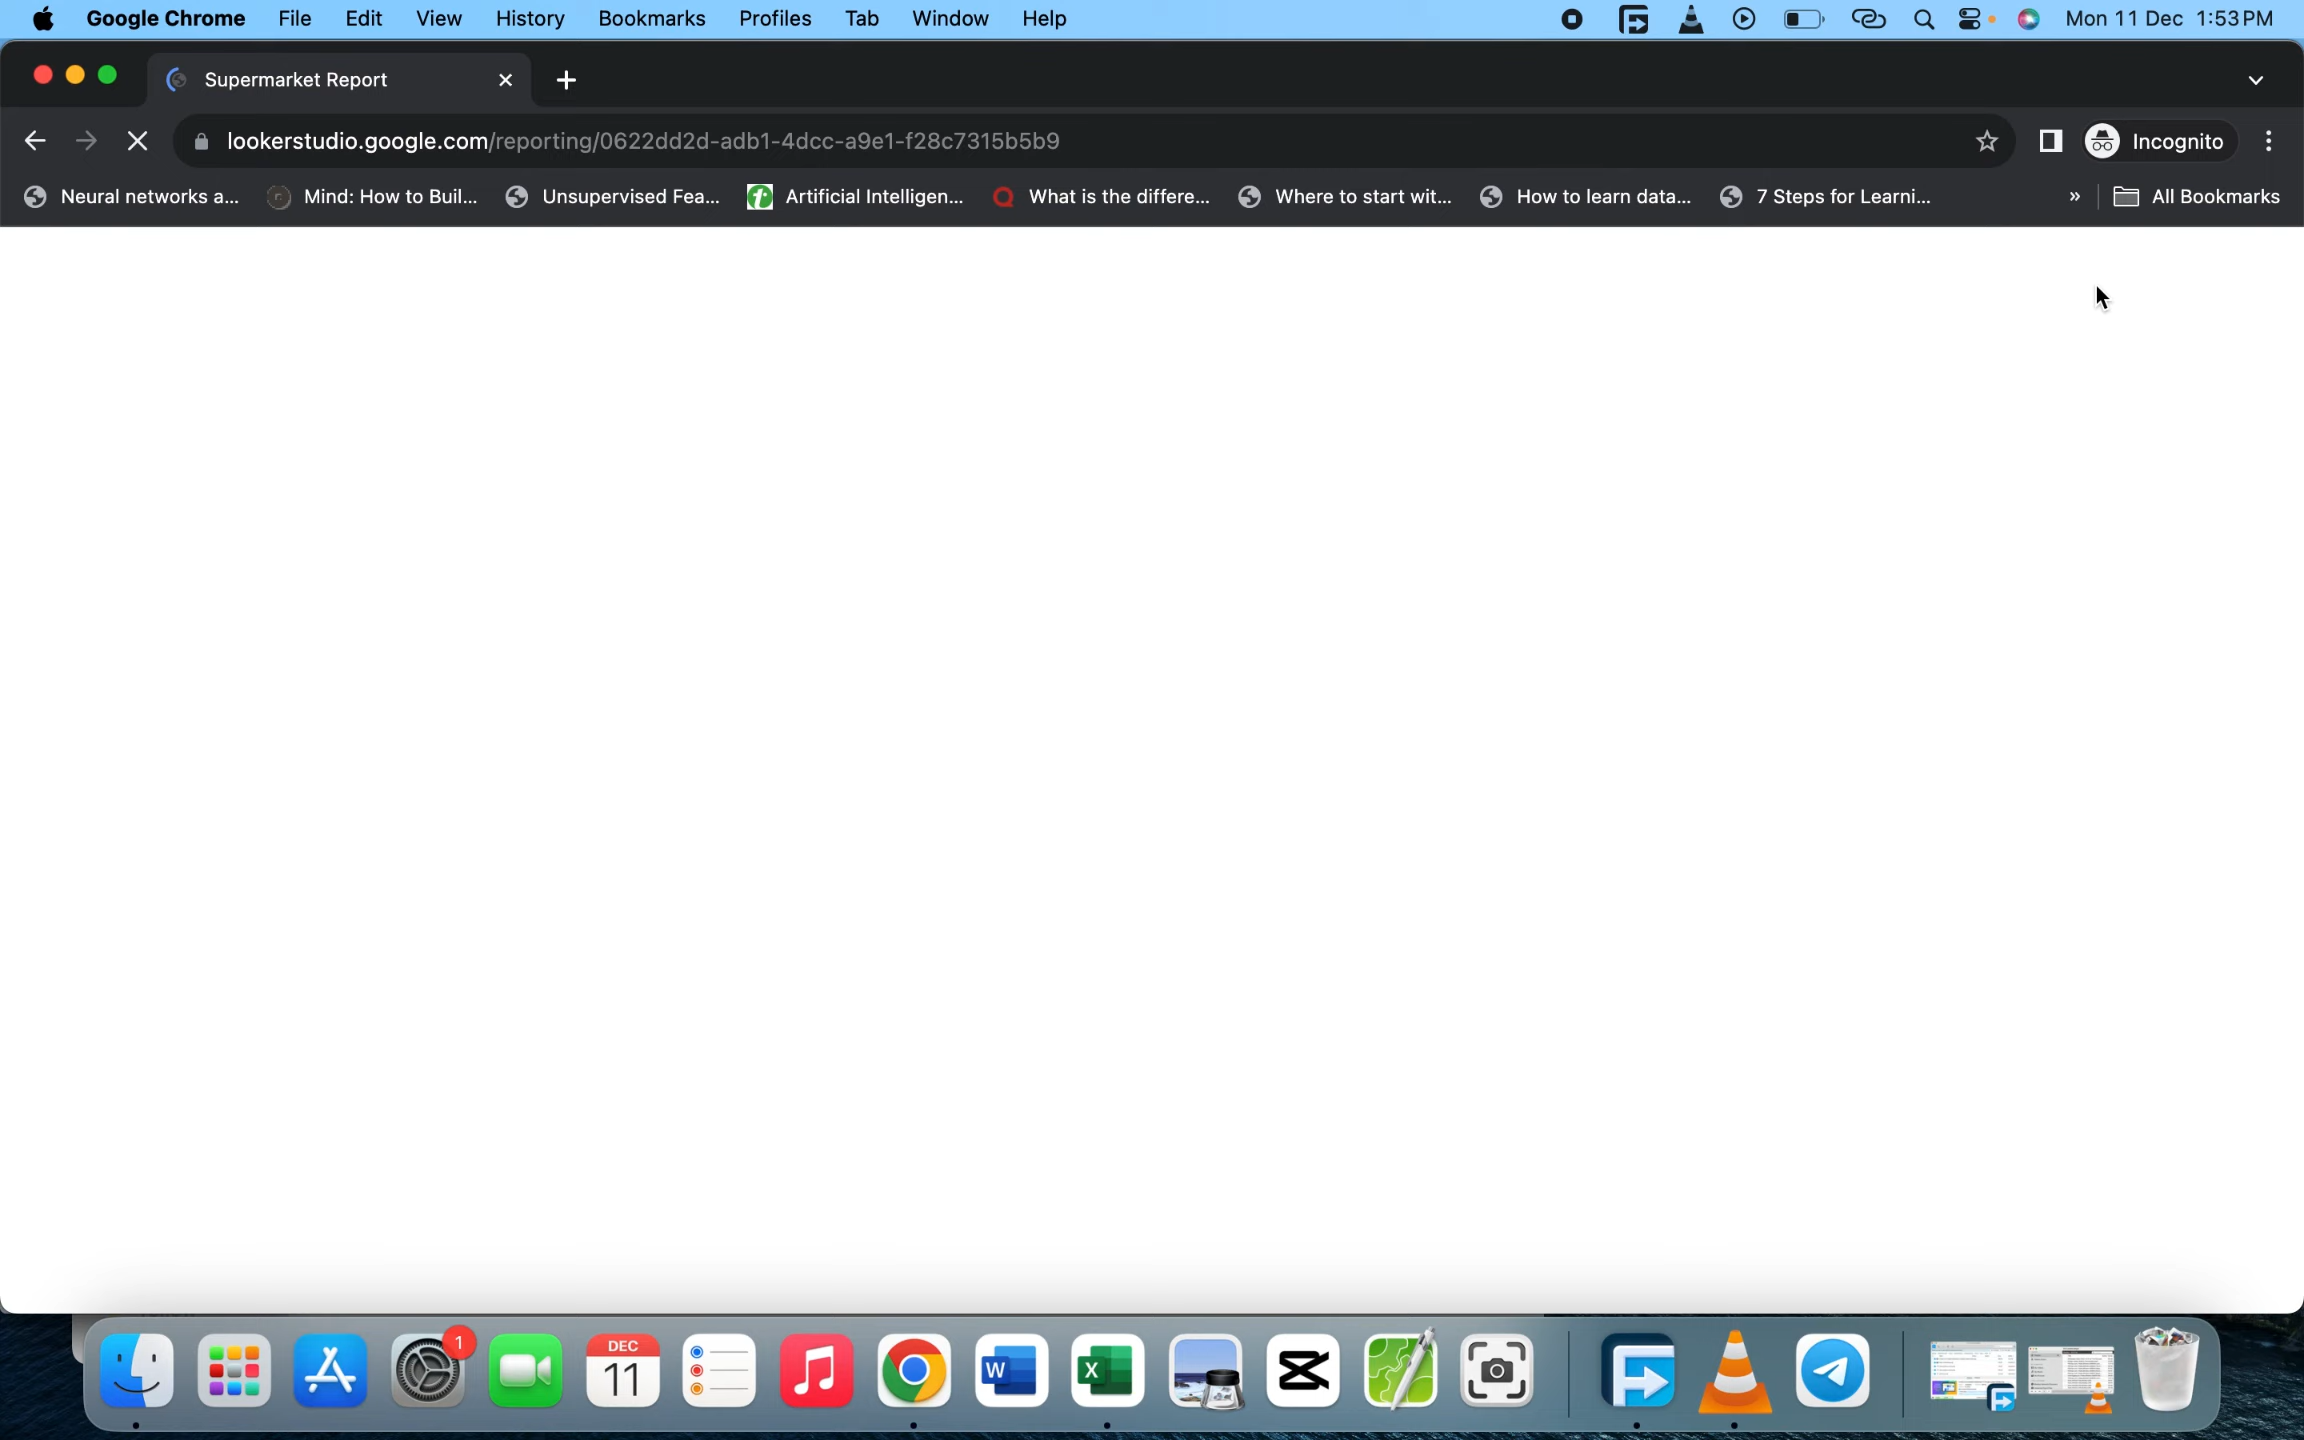 Google Chrome File Edit View History Bookmarks Profiles Tab Window Help Mon 11 Dec 1:53 PM
Supermarket Report
lookerstudio.google.com/reporting/0622dd2d-adb1-4dcc-a9e1-f28c7315b5b9 Incognito
Neural networks a... Mind: How to Buil... Unsupervised Fea... Artificial Intelligen... What is the differe... Where to start wit... How to learn data... 7 Steps for Learni... » All Bookmarks
1
DEC
11
W
X